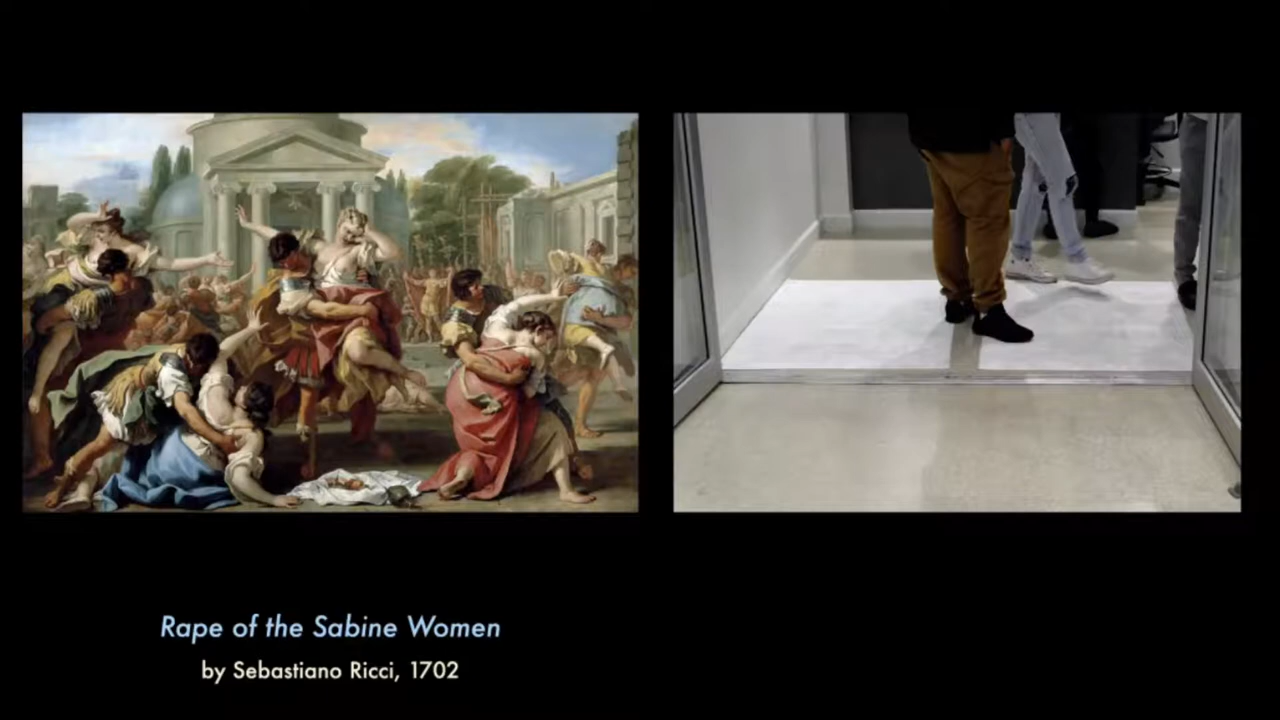 Rape of the Sabine Women
by Sebastiano Ricci, 1702